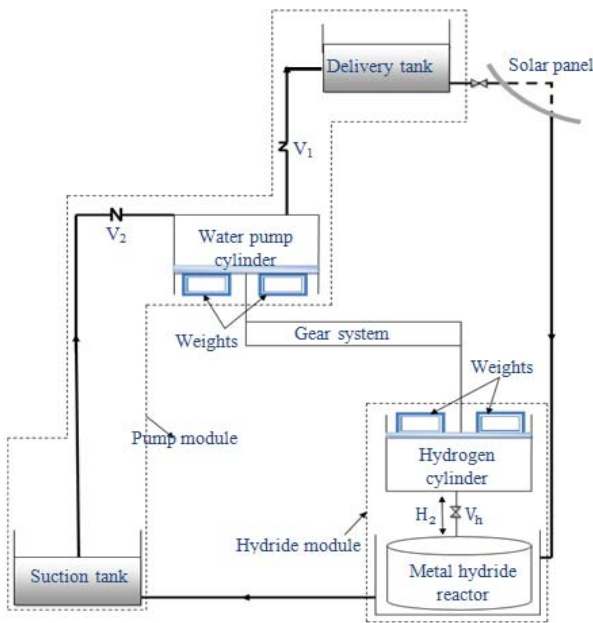 Delivery tank
Solar panel
V1
V2
Water pump
cylinder
Weights
Gear system
Weights
Pump module
Hydrogen
cylinder
H2
Vh
Hydride module
Suction tank
Metal hydride
reactor